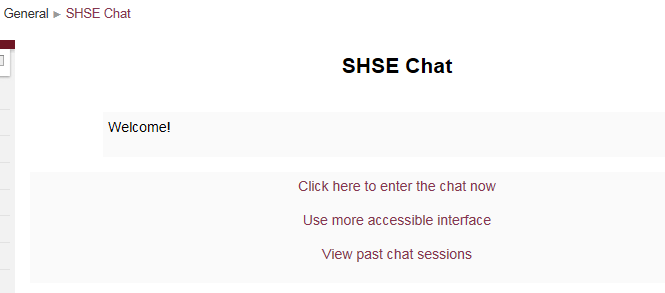 General ► SHSE Chat
SHSE Chat
Welcome!
Click here to enter the chat now
Use more accessible interface
View past chat sessions